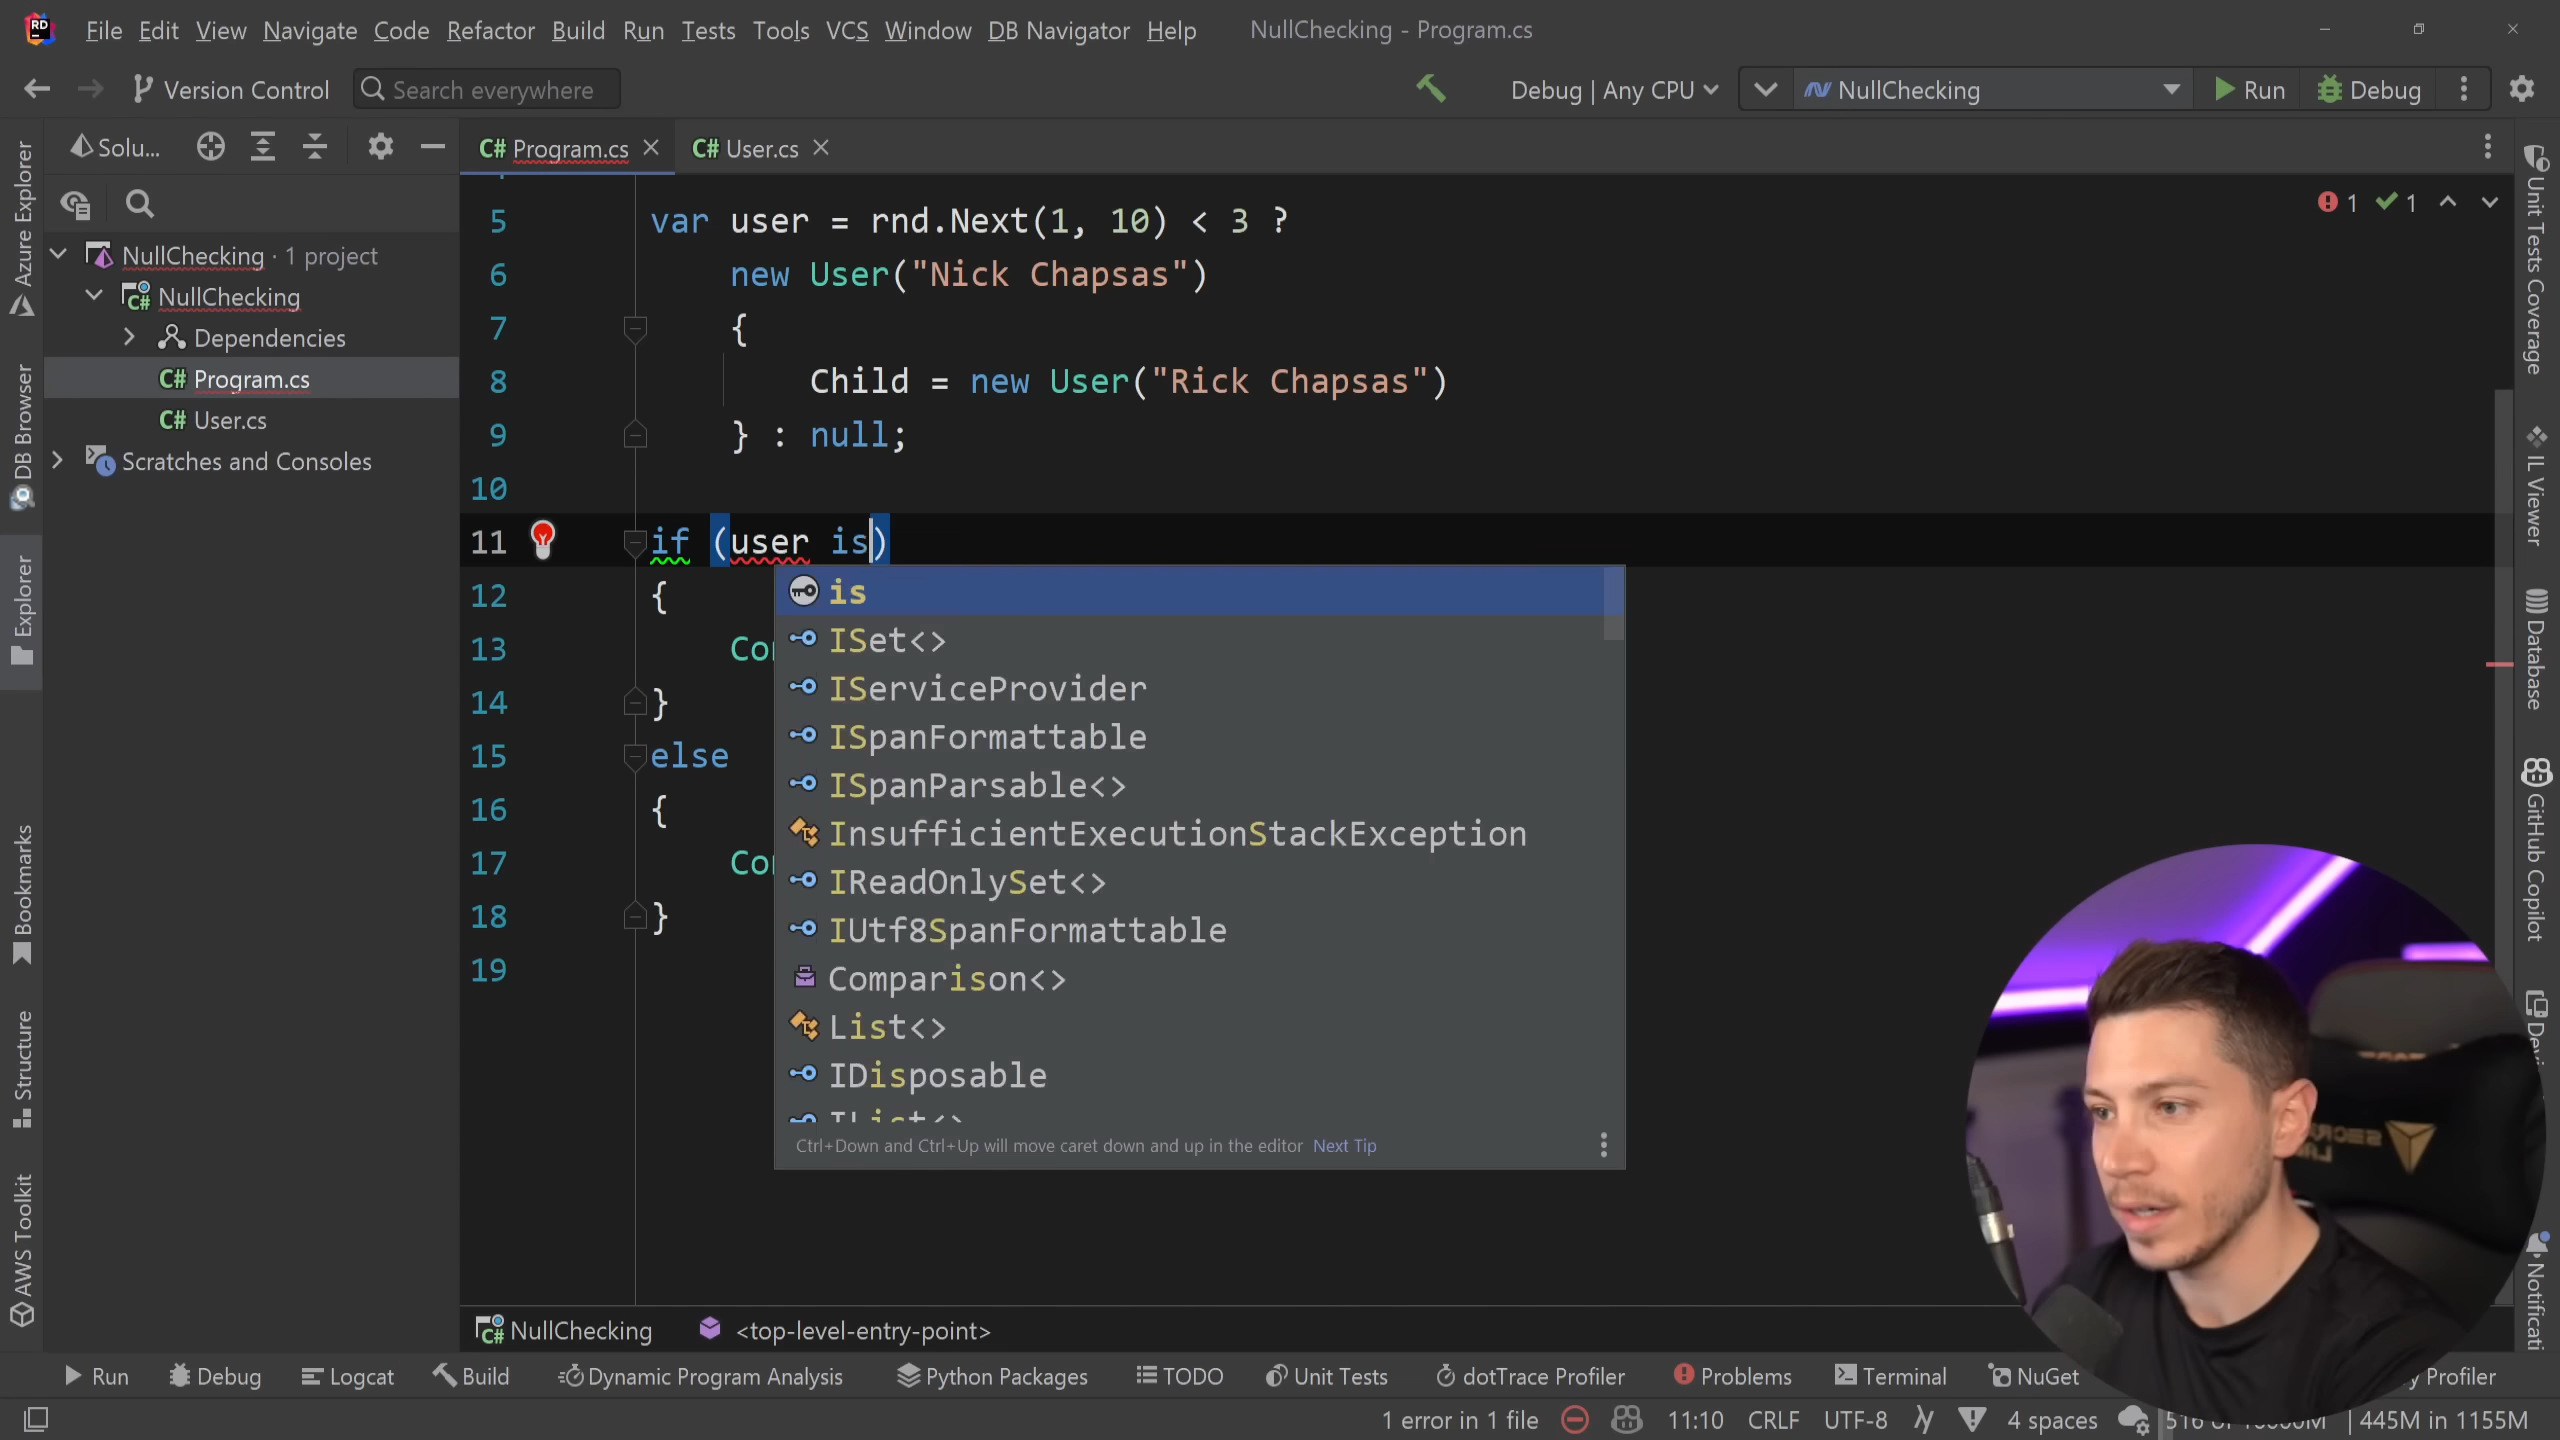 RD
File Edit View Navigate Code Refactor Build Run Tests Tools VCS Window DB Navigator Help NullChecking - Program.cs
Version Control Search everywhere Debug | Any CPU NullChecking Run Debug
Solu...
C# Program.cs C# User.cs
NullChecking · 1 project
NullChecking
Dependencies
C# Program.cs
C# User.cs
Scratches and Consoles
Azure Explorer
DB Browser
Explorer
Bookmarks
Structure
AWS Toolkit
1 1
5 var user = rnd.Next(1, 10) < 3 ?
6 new User("Nick Chapsas")
7 {
8 Child = new User("Rick Chapsas")
9 } : null;
10
11 if (user is)
12 {
13 Con
14 }
15 else
16 {
17 Con
18 }
19
is
ISet<>
IServiceProvider
ISpanFormattable
ISpanParsable<>
InsufficientExecutionStackException
IReadOnlySet<>
IUtf8SpanFormattable
Comparison<>
List<>
IDisposable
IList<>
Ctrl+Down and Ctrl+Up will move caret down and up in the editor Next Tip
Unit Tests Coverage
IL Viewer
Database
GitHub Copilot
Notificati
NullChecking <top-level-entry-point>
Run Debug Logcat Build Dynamic Program Analysis Python Packages TODO Unit Tests dotTrace Profiler Problems Terminal NuGet y Profiler
1 error in 1 file 11:10 CRLF UTF-8 4 spaces 445M in 1155M